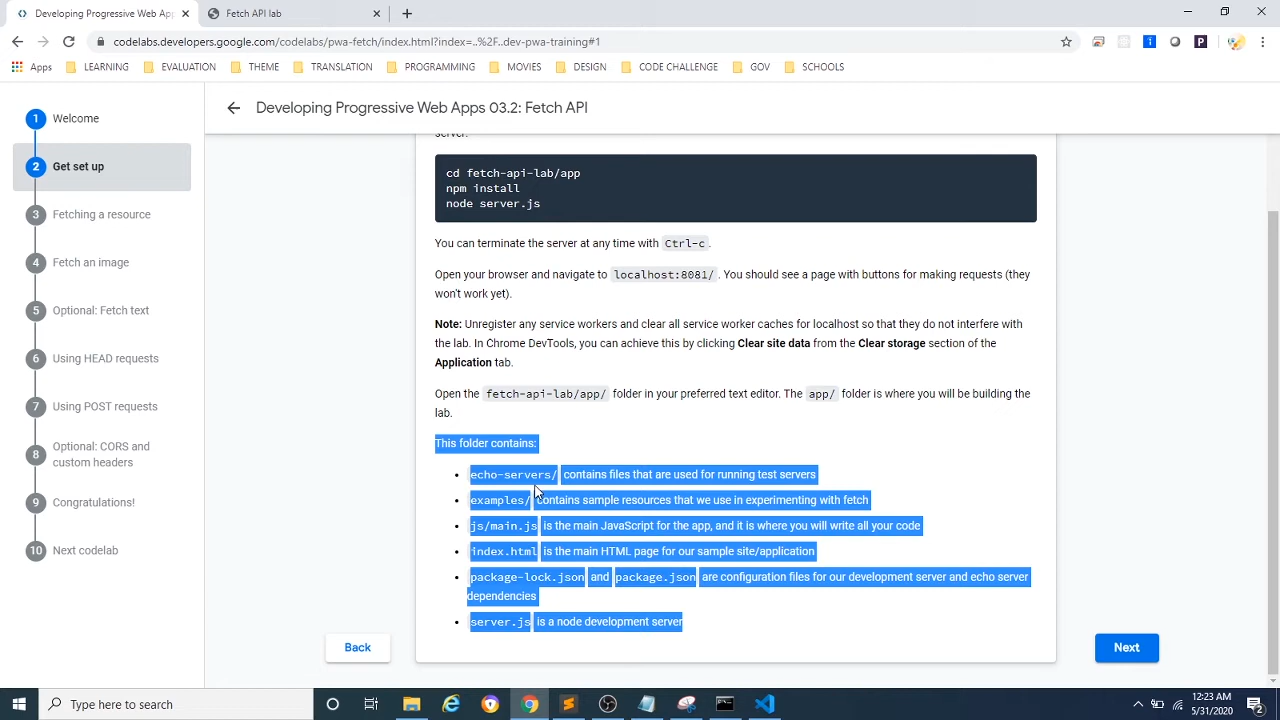 Developing Progressive Web App
Fetch API lab
codelabs.developers.google.com/codelabs/pwa-fetch/index.html?index=..%2F..dev-pwa-training#1
Apps
LEARNING
EVALUATION
THEME
TRANSLATION
PROGRAMMING
MOVIES
DESIGN
CODE CHALLENGE
GOV
SCHOOLS
Developing Progressive Web Apps 03.2: Fetch API
1 Welcome
2 Get set up
3 Fetching a resource
4 Fetch an image
5 Optional: Fetch text
6 Using HEAD requests
7 Using POST requests
8 Optional: CORS and
custom headers
9 Congratulations!
10 Next codelab
server.
cd fetch-api-lab/app
npm install
node server.js
You can terminate the server at any time with Ctrl-c.
Open your browser and navigate to localhost:8081/. You should see a page with buttons for making requests (they
won't work yet).
Note: Unregister any service workers and clear all service worker caches for localhost so that they do not interfere with
the lab. In Chrome DevTools, you can achieve this by clicking Clear site data from the Clear storage section of the
Application tab.
Open the fetch-api-lab/app/ folder in your preferred text editor. The app/ folder is where you will be building the
lab.
This folder contains:
• echo-servers/ contains files that are used for running test servers
• examples/ contains sample resources that we use in experimenting with fetch
• js/main.js is the main JavaScript for the app, and it is where you will write all your code
• index.html is the main HTML page for our sample site/application
• package-lock.json and package.json are configuration files for our development server and echo server
dependencies
• server.js is a node development server
Back
Next
Type here to search
12:23 AM
5/31/2020
2